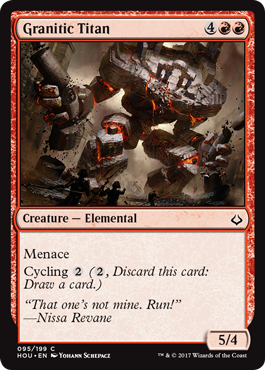 Granitic Titan 4
Creature — Elemental
Menace
Cycling 2 (2, Discard this card:
Draw a card.)
“That one’s not mine. Run!”
—Nissa Revane
5/4
095/199 C
HOU • EN YOHANN SCHEPACZ
™ & © 2017 Wizards of the Coast